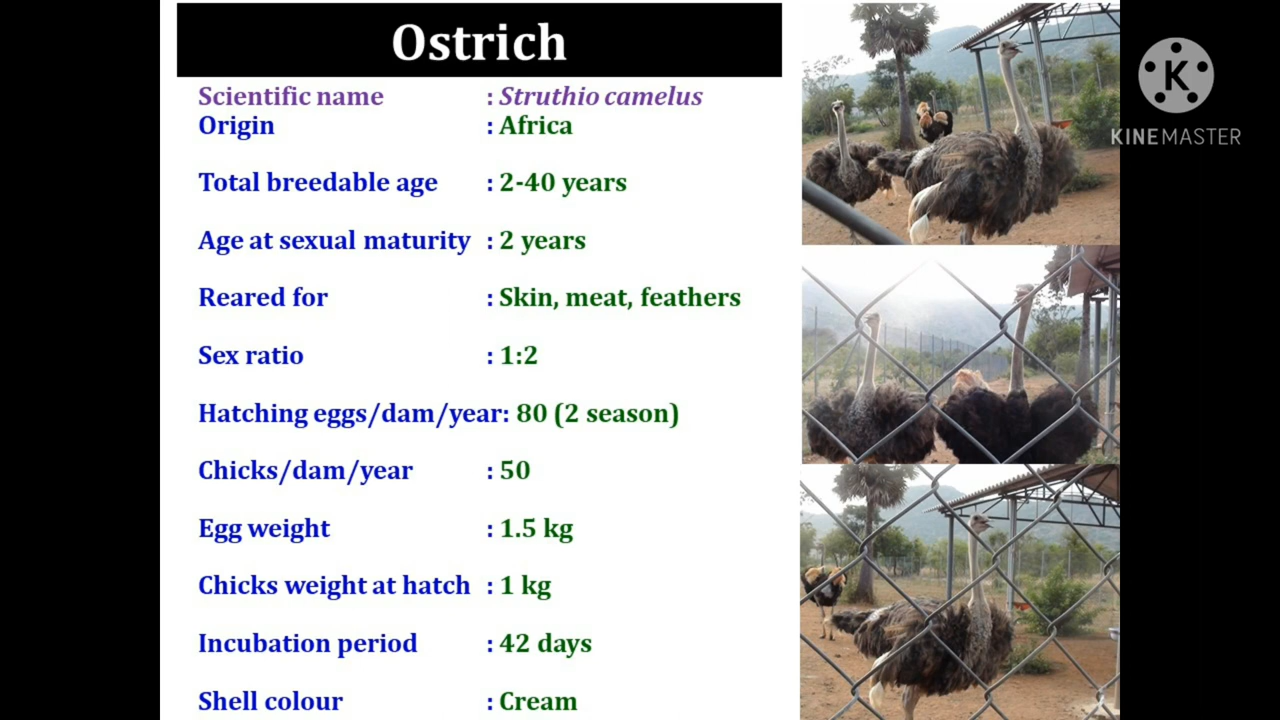 Ostrich
Scientific name : Struthio camelus
Origin : Africa
Total breedable age : 2-40 years
Age at sexual maturity : 2 years
Reared for : Skin, meat, feathers
Sex ratio : 1:2
Hatching eggs/dam/year: 80 (2 season)
Chicks/dam/year : 50
Egg weight : 1.5 kg
Chicks weight at hatch : 1 kg
Incubation period : 42 days
Shell colour : Cream
K
KINEMASTER